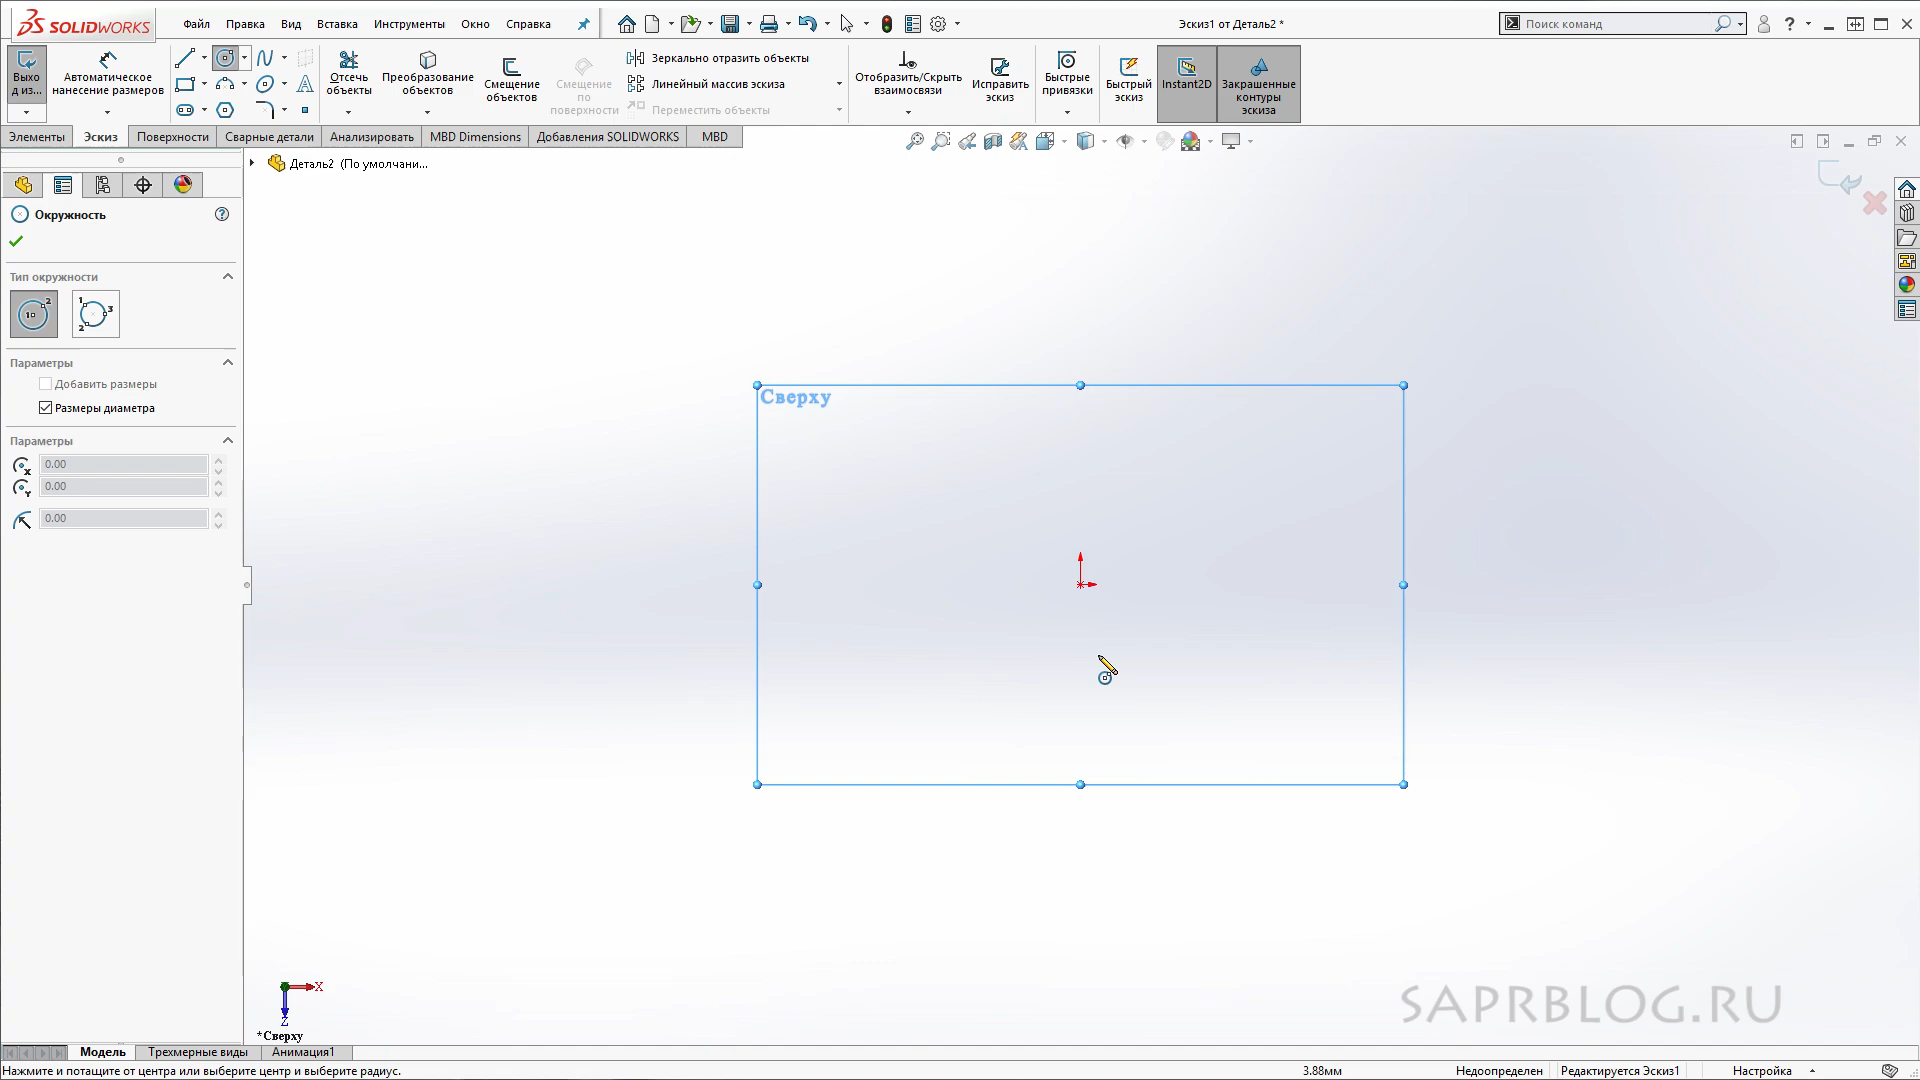 SOLIDWORKS Файл Правка Вид Вставка Инструменты Окно Справка Эскиз1 от Деталь2 * Поиск команд ?
Выхо
д из...
Автоматическое
нанесение размеров
Отсечь
объекты
Преобразование
объектов
Смещение
объектов
Смещение
по
поверхности
Зеркально отразить объекты
Линейный массив эскиза
Переместить объекты
Отобразить/Скрыть
взаимосвязи
Исправить
эскиз
Быстрые
привязки
Быстрый
эскиз
Instant2D
Закрашенные
контуры
эскиза
Элементы Эскиз Поверхности Сварные детали Анализировать MBD Dimensions Добавления SOLIDWORKS MBD
Деталь2 (По умолчани...
Окружность
Тип окружности
Параметры
Добавить размеры
Размеры диаметра
Параметры
0.00
0.00
0.00
Сверху
X
Z
*Сверху
SAPRBLOG.RU
Модель Трехмерные виды Анимация1
Нажмите и потащите от центра или выберите центр и выберите радиус. 3.88мм Недоопределен Редактируется Эскиз1 Настройка